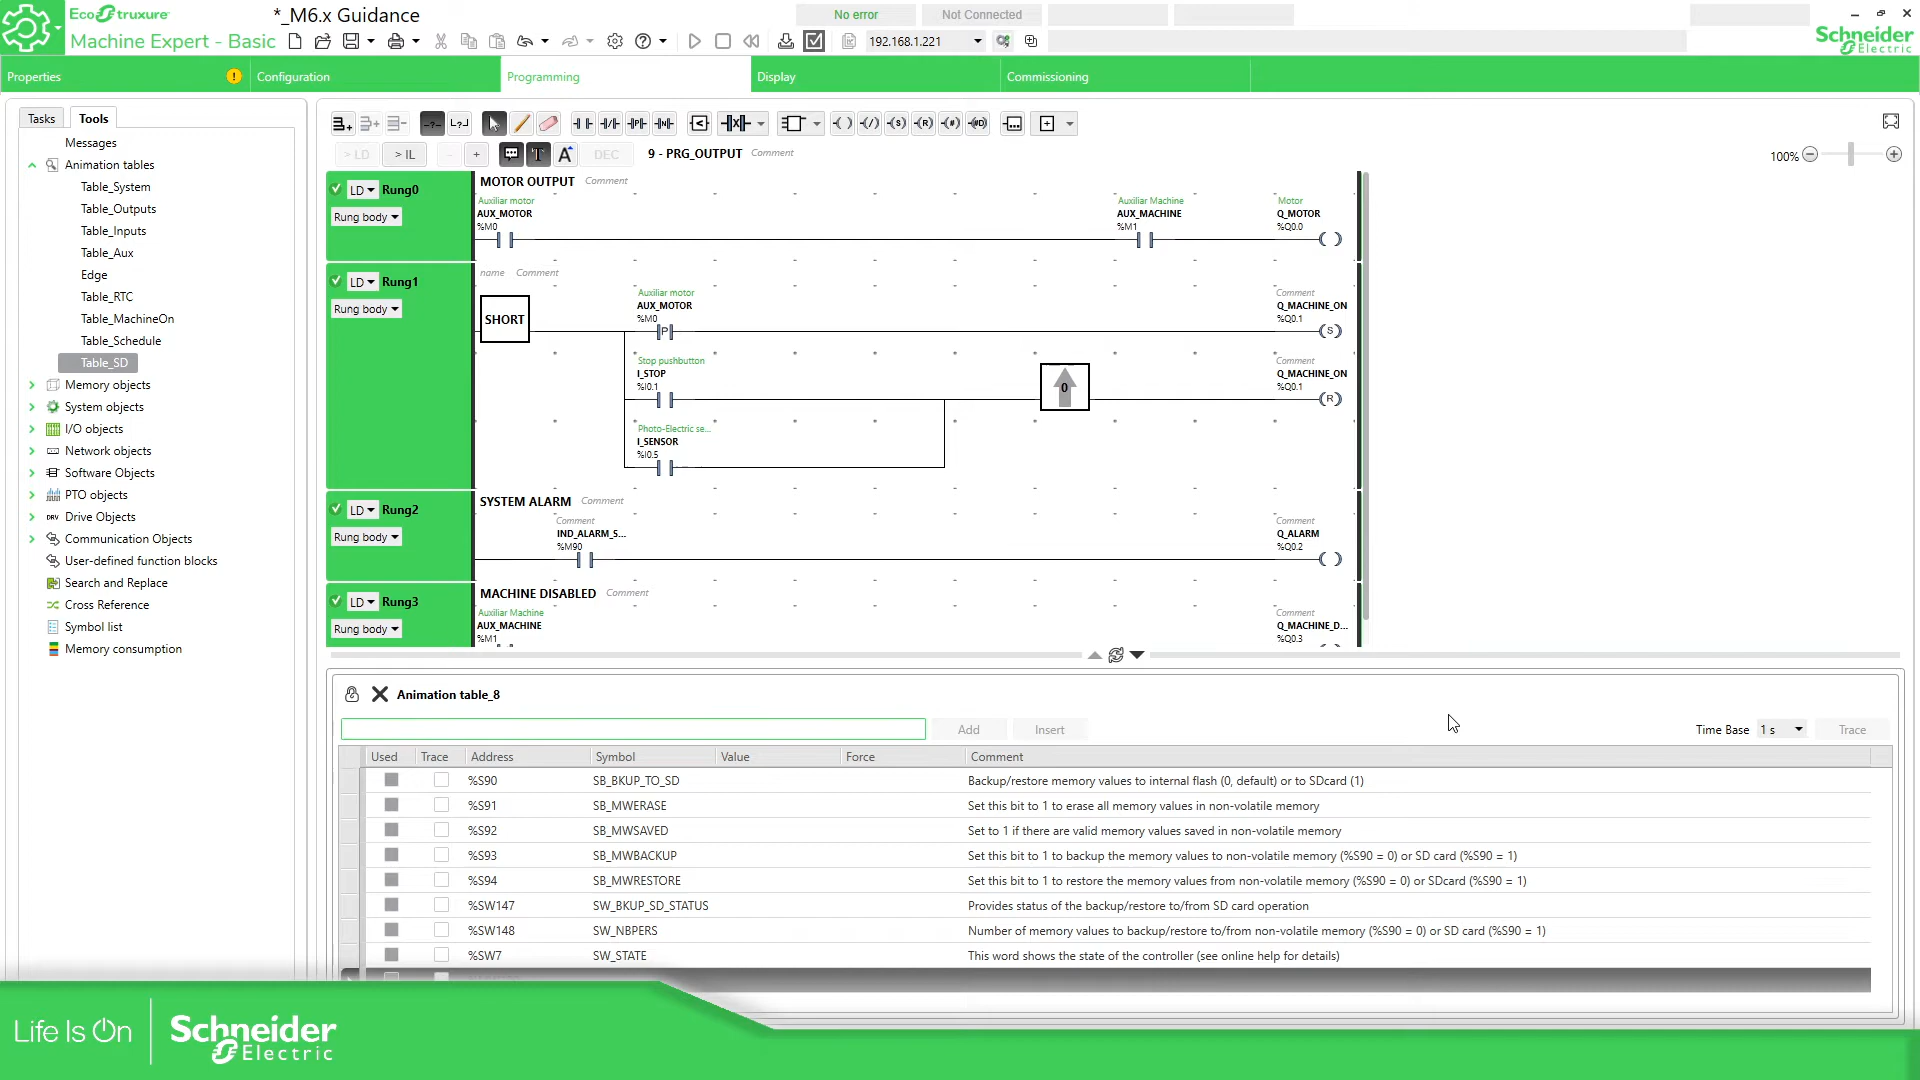 EcoStruxure
Machine Expert - Basic
*_M6.x Guidance
No error
Not Connected
192.168.1.221
Schneider
Electric
Properties
!
Configuration
Programming
Display
Commissioning
Tasks
Tools
Messages
Animation tables
Table_System
Table_Outputs
Table_Inputs
Table_Aux
Edge
Table_RTC
Table_MachineOn
Table_Schedule
Table_SD
Memory objects
System objects
I/O objects
Network objects
Software Objects
PTO objects
DRV Drive Objects
Communication Objects
User-defined function blocks
Search and Replace
Cross Reference
Symbol list
Memory consumption
> LD
> IL
-
+
T
A
DEC
9 - PRG_OUTPUT Comment
100%
LD Rung0
Rung body
MOTOR OUTPUT Comment
Auxiliar motor
AUX_MOTOR
%M0
Auxiliar Machine
AUX_MACHINE
%M1
Motor
Q_MOTOR
%Q0.0
LD Rung1
Rung body
name Comment
SHORT
Auxiliar motor
AUX_MOTOR
%M0
P
Comment
Q_MACHINE_ON
%Q0.1
S
Stop pushbutton
I_STOP
%I0.1
0
Comment
Q_MACHINE_ON
%Q0.1
R
Photo-Electric se...
I_SENSOR
%I0.5
LD Rung2
Rung body
SYSTEM ALARM Comment
Comment
IND_ALARM_S...
%M90
Comment
Q_ALARM
%Q0.2
LD Rung3
Rung body
MACHINE DISABLED Comment
Auxiliar Machine
AUX_MACHINE
%M1
Comment
Q_MACHINE_D...
%Q0.3
Animation table_8
Add
Insert
Time Base 1 s
Trace
Used Trace Address Symbol Value Force Comment
%S90 SB_BKUP_TO_SD Backup/restore memory values to internal flash (0, default) or to SDcard (1)
%S91 SB_MWERASE Set this bit to 1 to erase all memory values in non-volatile memory
%S92 SB_MWSAVED Set to 1 if there are valid memory values saved in non-volatile memory
%S93 SB_MWBACKUP Set this bit to 1 to backup the memory values to non-volatile memory (%S90 = 0) or SD card (%S90 = 1)
%S94 SB_MWRESTORE Set this bit to 1 to restore the memory values from non-volatile memory (%S90 = 0) or SDcard (%S90 = 1)
%SW147 SW_BKUP_SD_STATUS Provides status of the backup/restore to/from SD card operation
%SW148 SW_NBPERS Number of memory values to backup/restore to/from non-volatile memory (%S90 = 0) or SD card (%S90 = 1)
%SW7 SW_STATE This word shows the state of the controller (see online help for details)
Life Is On
Schneider
Electric